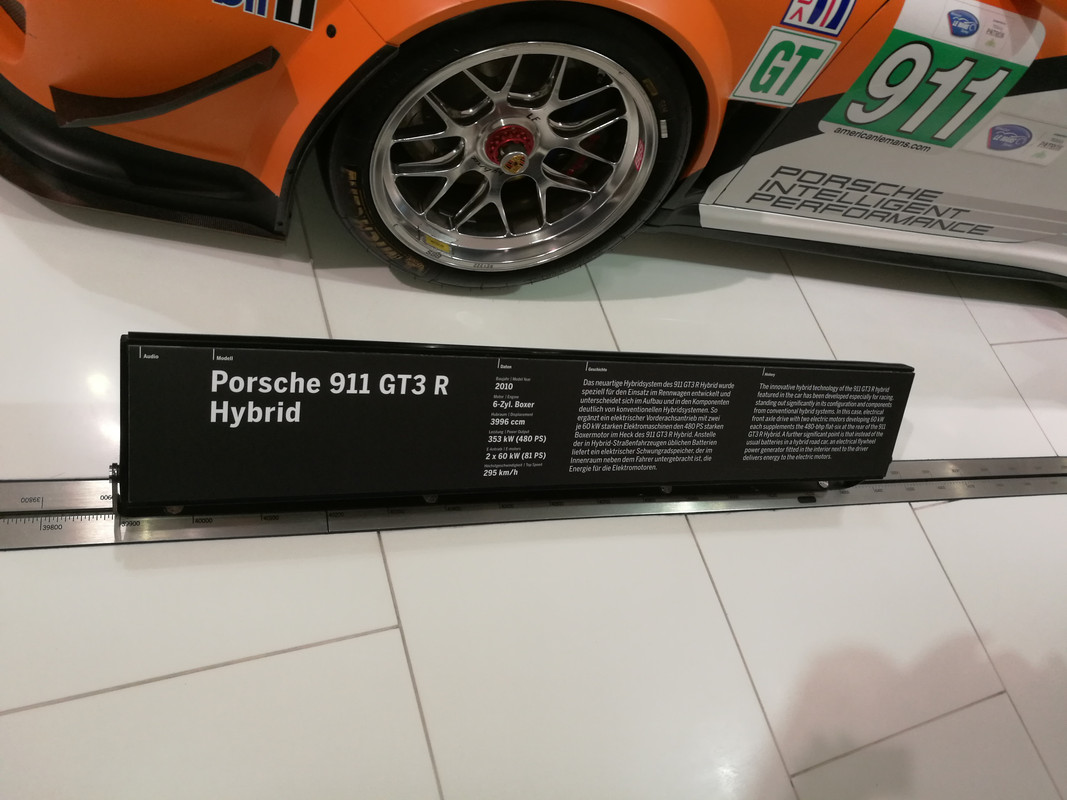 GT
911
americanlemans.com
PORSCHE
INTELLIGENT
PERFORMANCE
LF
Audio
Modell
Porsche 911 GT3 R
Hybrid
Daten
Baujahr | Model Year
2010
Motor | Engine
6-Zyl. Boxer
Hubraum | Displacement
3996 ccm
Leistung | Power Output
353 kW (480 PS)
2 x 60 kW (81 PS)
Höchstgeschwindigkeit | Top Speed
295 km/h
Geschichte
Das neuartige Hybridsystem des 911 GT3 R Hybrid wurde
speziell für den Einsatz im Rennwagen entwickelt und
unterscheidet sich im Aufbau und in den Komponenten
deutlich von konventionellen Hybridsystemen. So
ergänzt ein elektrischer Vorderachsantrieb mit zwei
je 60 kW starken Elektromaschinen den 480 PS starken
Boxermotor im Heck des 911 GT3 R Hybrid. Anstelle
der in Hybrid-Straßenfahrzeugen üblichen Batterien
liefert ein elektrischer Schwungradspeicher, der im
Innenraum neben dem Fahrer untergebracht ist, die
Energie für die Elektromotoren.
History
The innovative hybrid technology of the 911 GT3 R hybrid
featured in the car has been developed especially for racing,
standing out significantly in its configuration and components
from conventional hybrid systems. In this case, electrical
front axle drive with two electric motors developing 60 kW
each supplements the 480-bhp flat-six at the rear of the 911
GT3 R Hybrid. A further significant point is that instead of the
usual batteries in a hybrid road car, an electrical flywheel
power generator fitted in the interior next to the driver
delivers energy to the electric motors.
39800
39800
37900
40000